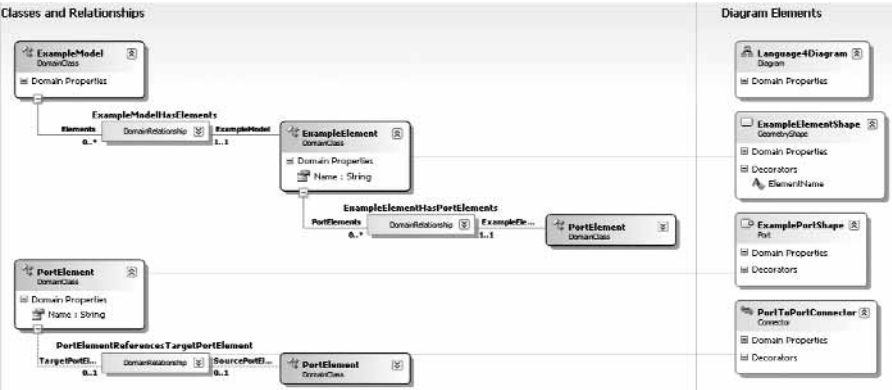 Classes and Relationships
Diagram Elements
ExampleModel
DomainClass
Domain Properties
ExampleModelHasElements
Elements
DomainRelationship
ExampleModel
0..*
1..1
ExampleElement
DomainClass
Domain Properties
Name : String
ExampleElementHasPortElements
PortElements
DomainRelationship
ExampleEle...
0..*
1..1
PortElement
DomainClass
PortElement
DomainClass
Domain Properties
Name : String
PortElementReferencesTargetPortElement
TargetPortEl...
DomainRelationship
SourcePortEl...
0..1
0..1
PortElement
DomainClass
Language4Diagram
Diagram
Domain Properties
ExampleElementShape
GeometryShape
Domain Properties
Decorators
ElementName
ExamplePortShape
Port
Domain Properties
Decorators
PortToPortConnector
Connector
Domain Properties
Decorators